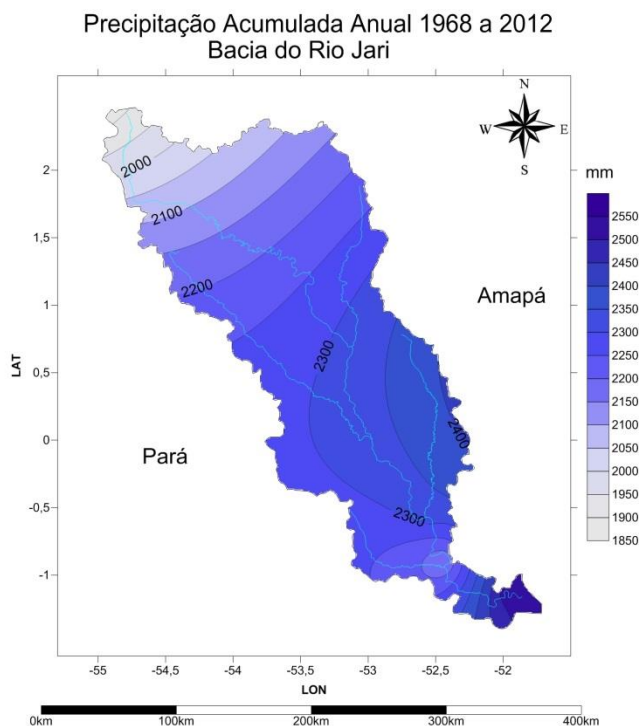 Precipitação Acumulada Anual 1968 a 2012
Bacia do Rio Jari
N
W E
S
mm
2550
2500
2450
2400
2350
2300
2250
2200
2150
2100
2050
2000
1950
1900
1850
Amapá
Pará
2000
2100
2200
2300
2400
2300
LAT
2
1,5
1
0,5
0
-0,5
-1
-55 -54,5 -54 -53,5 -53 -52,5 -52
LON
0km 100km 200km 300km 400km